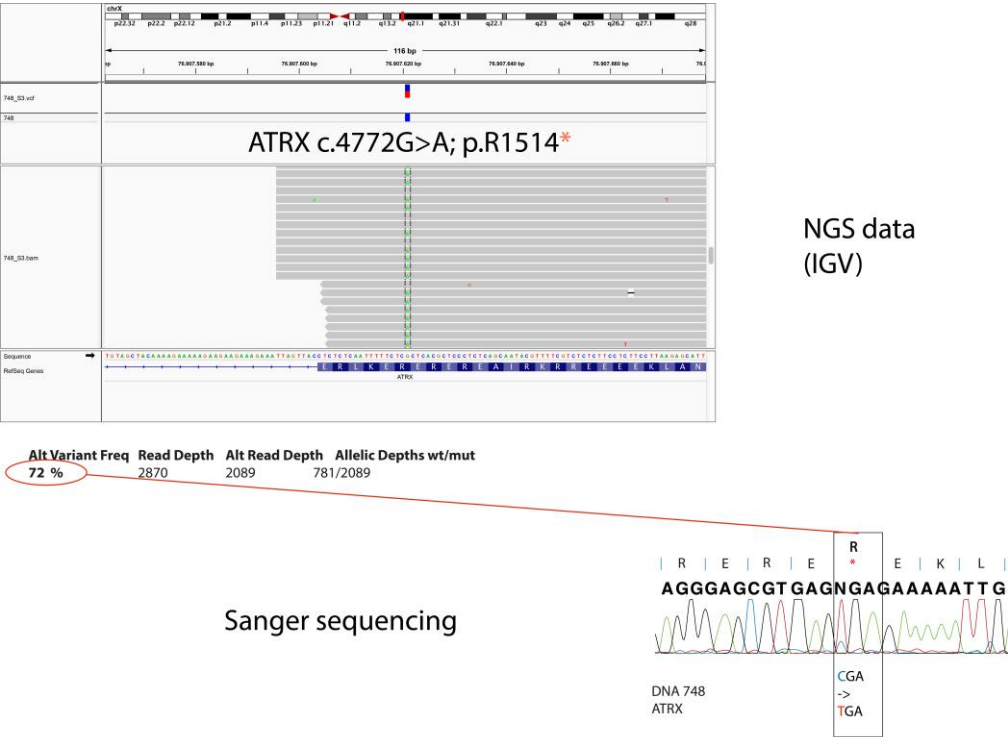 chrX
p22.32 p22.2 p22.12 p21.2 p11.4 p11.23 p11.21 q11.2 q13.2 q21.1 q21.31 q22.1 q23 q24 q25 q26.2 q27.1 q28
116 bp
bp 76.907.580 bp 76.907.600 bp 76.907.620 bp 76.907.640 bp 76.907.660 bp 76.9
748_S3.vcf
748
ATRX c.4772G>A; p.R1514*
748_S3.bam
NGS data
(IGV)
Sequence
RefSeq Genes
E R L K E R E R E R E A I R K R R E E E E K L A N
ATRX
Alt Variant Freq Read Depth Alt Read Depth Allelic Depths wt/mut
72 % 2870 2089 781/2089
Sanger sequencing
R
R E R E * E K L
AGGGAGCGTGAGNGAGAAAAATTG
CGA
->
TGA
DNA 748
ATRX